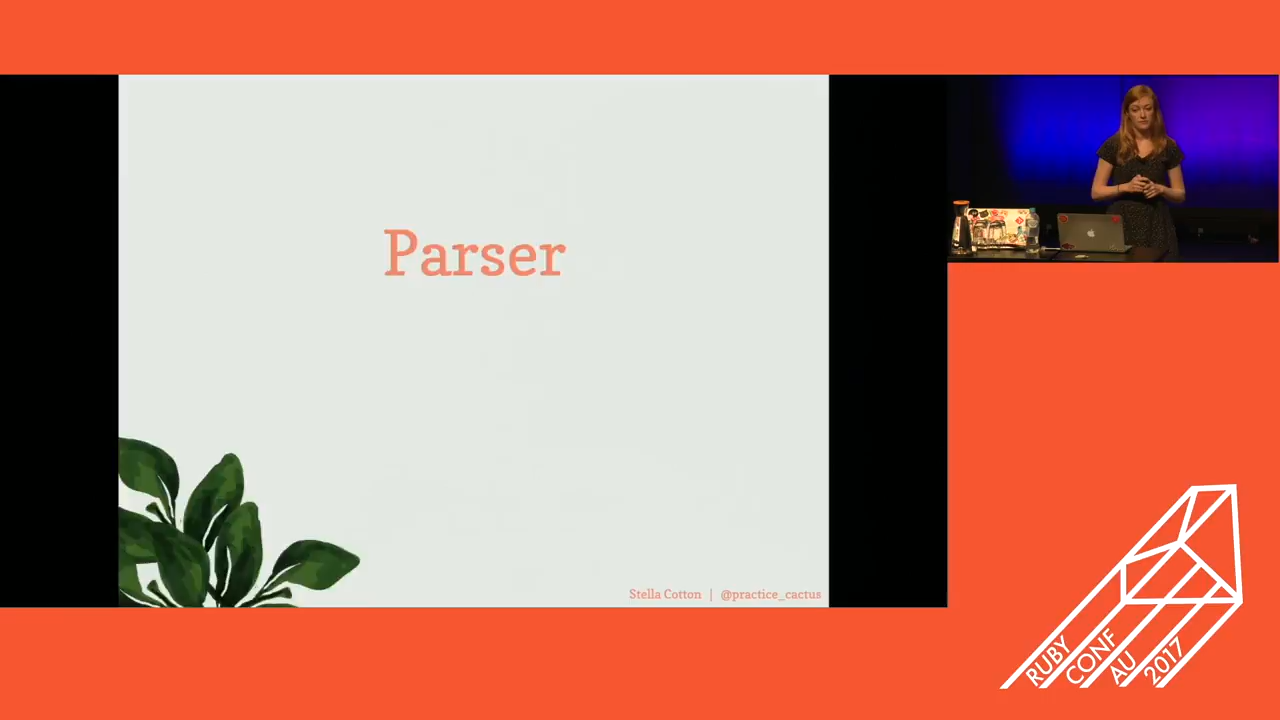 Parser
Stella Cotton | @practice_cactus
RUBY
CONF
AU
2017